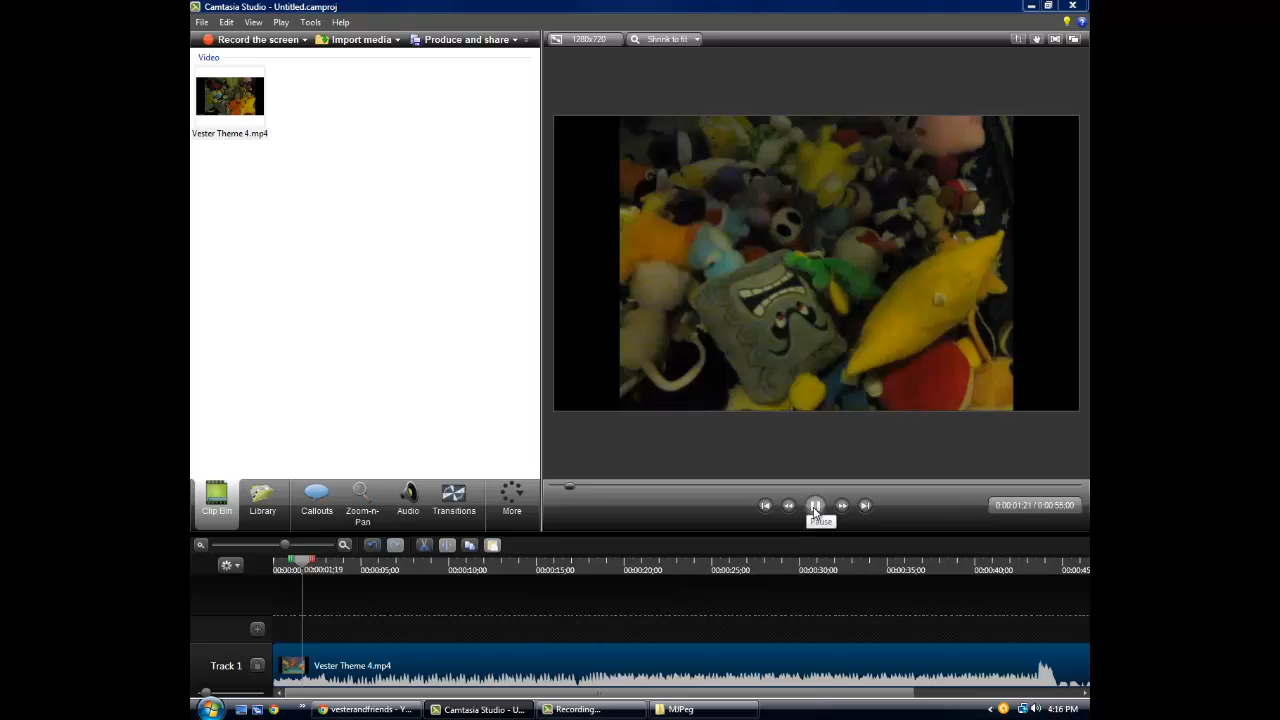 Camtasia Studio - Untitled.camproj
File Edit View Play Tools Help
Record the screen Import media Produce and share
1280x720 Shrink to fit
Video
Vester Theme 4.mp4
Clip Bin Library Callouts Zoom-n-Pan Audio Transitions More
0:00:01;21 / 0:00:55;00
Pause
00:00:00 00:00:01;19 00:00:05;00 00:00:10;00 00:00:15;00 00:00:20;00 00:00:25;00 00:00:30;00 00:00:35;00 00:00:40;00 00:00:45
Track 1 Vester Theme 4.mp4
vesterandfriends - Y... Camtasia Studio - U... Recording... MJPeg 4:16 PM